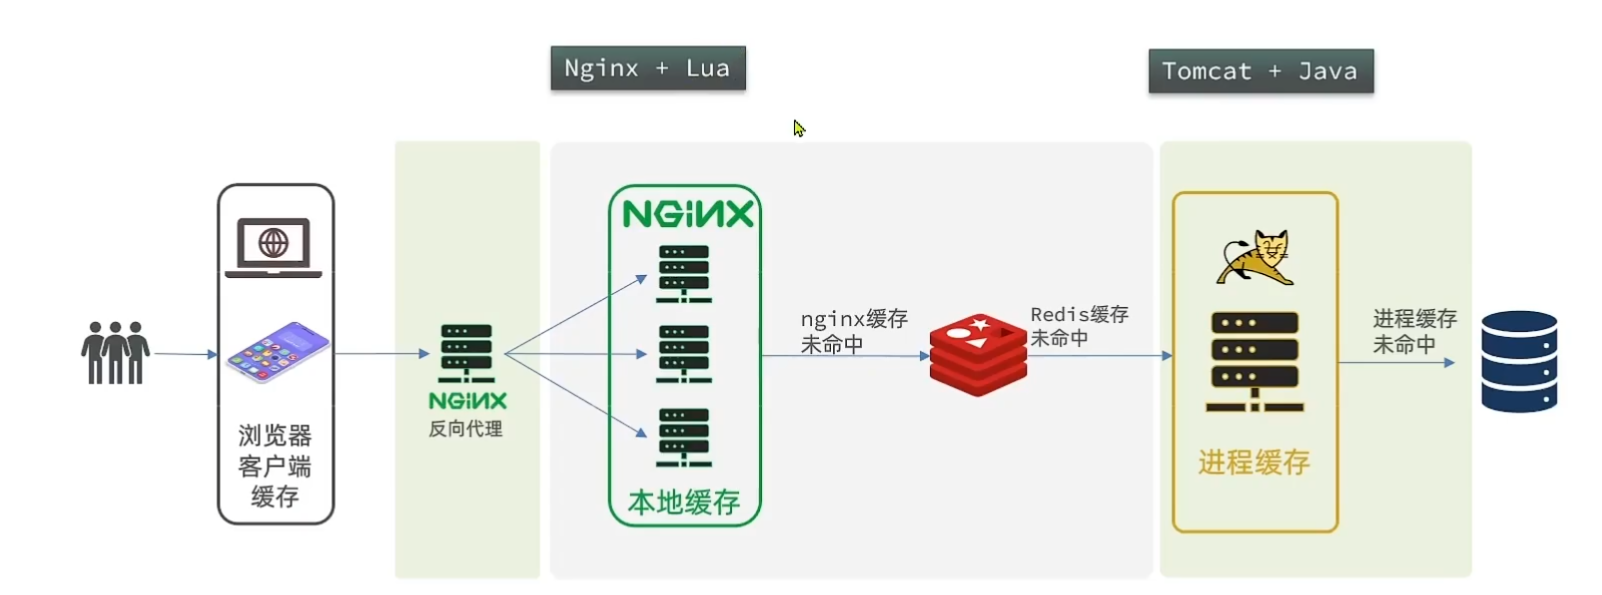 Nginx + Lua
Tomcat + Java
浏览器
客户端
缓存
NGiNX
反向代理
NGiNX
本地缓存
nginx缓存
未命中
Redis缓存
未命中
进程缓存
进程缓存
未命中